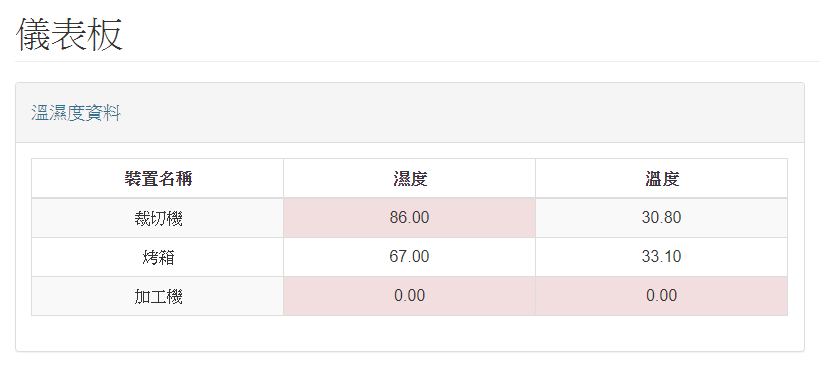 儀表板
溫濕度資料
裝置名稱 濕度 溫度
裁切機 86.00 30.80
烤箱 67.00 33.10
加工機 0.00 0.00